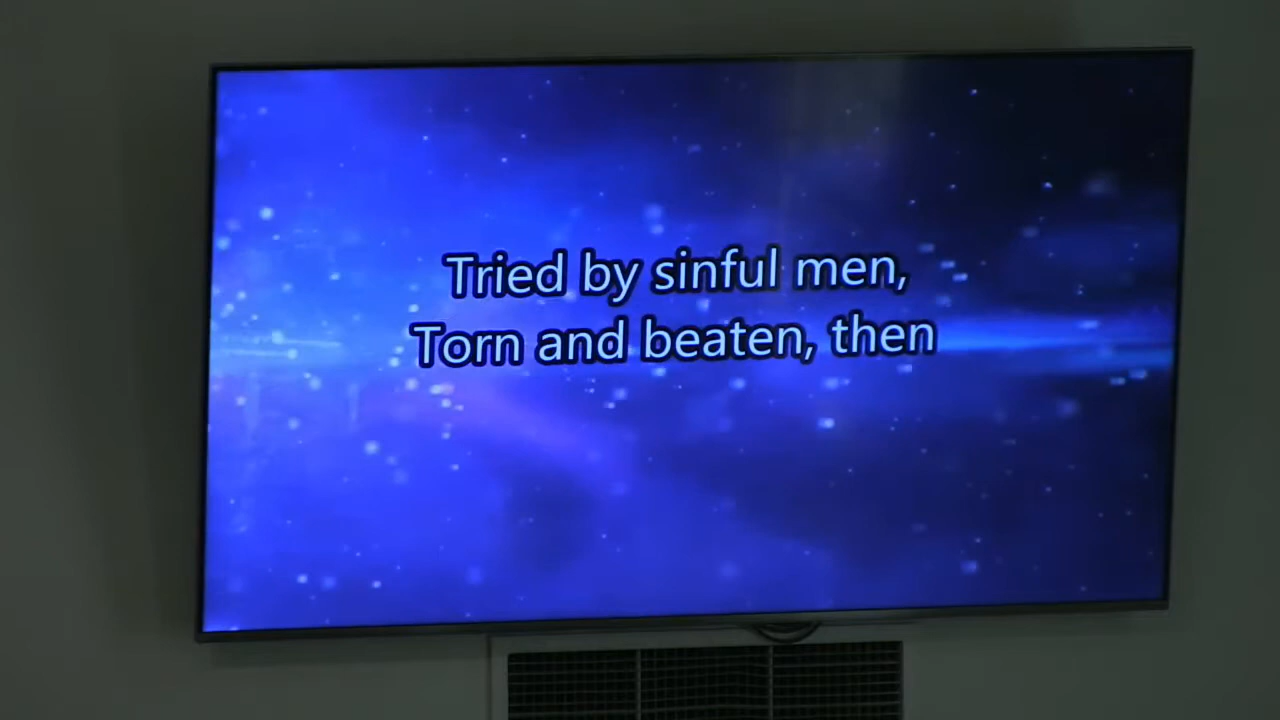 Tried by sinful men,
Torn and beaten, then